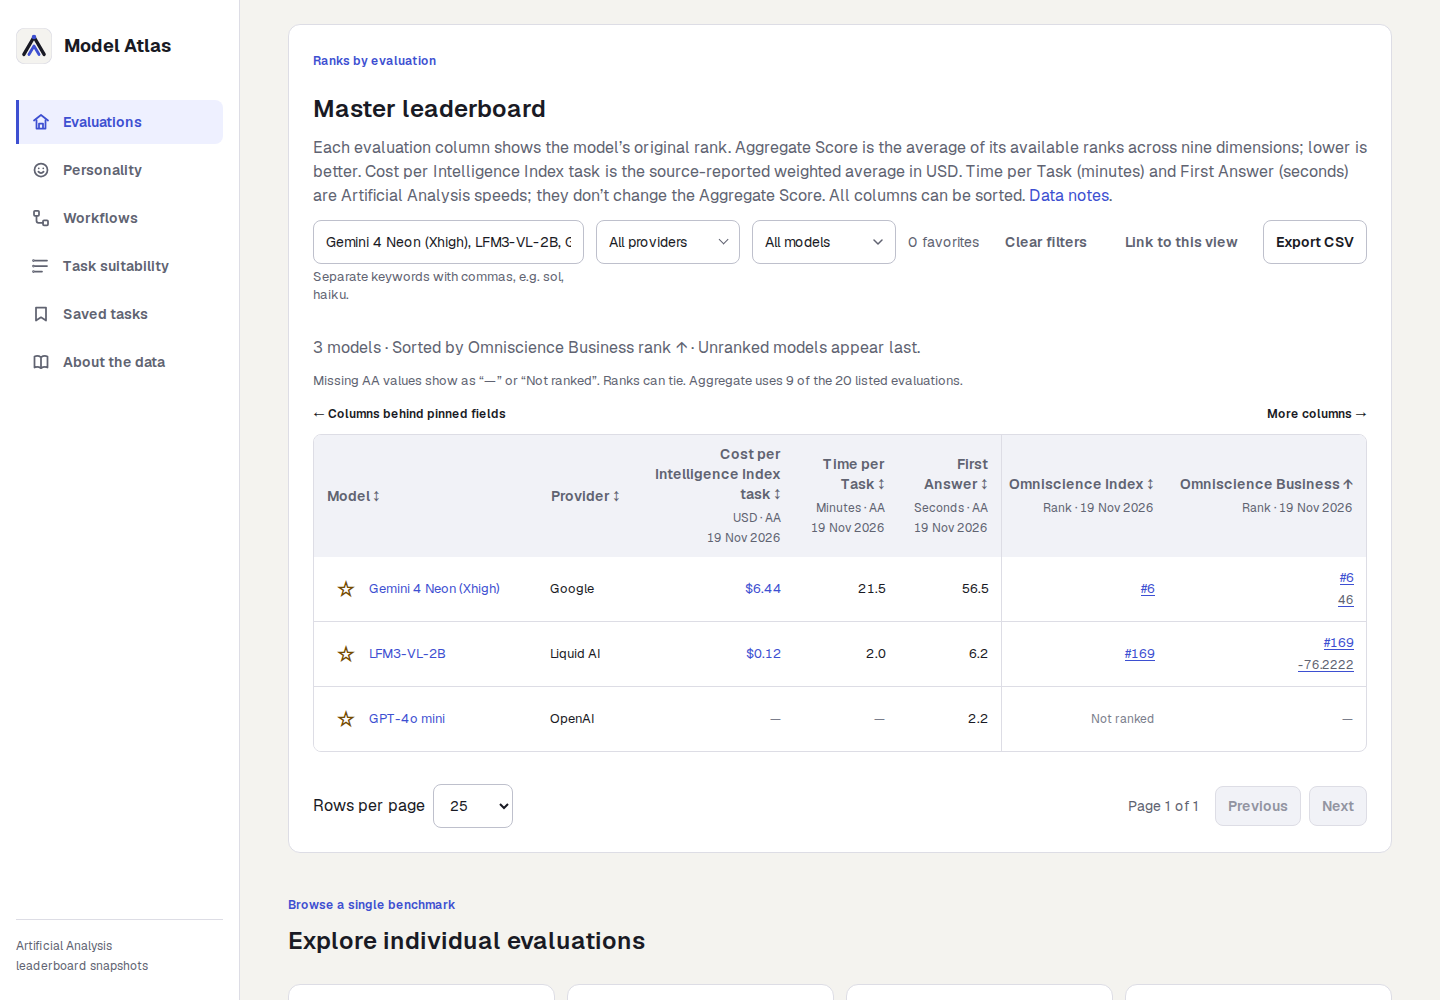 Model Atlas
Evaluations
Personality
Workflows
Task suitability
Saved tasks
About the data
Artificial Analysis
leaderboard snapshots
Ranks by evaluation
Master leaderboard
Each evaluation column shows the model’s original rank. Aggregate Score is the average of its available ranks across nine dimensions; lower is
better. Cost per Intelligence Index task is the source-reported weighted average in USD. Time per Task (minutes) and First Answer (seconds)
are Artificial Analysis speeds; they don’t change the Aggregate Score. All columns can be sorted. Data notes.
Gemini 4 Neon (Xhigh), LFM3-VL-2B, G
All providers
All models
0 favorites
Clear filters
Link to this view
Export CSV
Separate keywords with commas, e.g. sol,
haiku.
3 models · Sorted by Omniscience Business rank ↑ · Unranked models appear last.
Missing AA values show as “—” or “Not ranked”. Ranks can tie. Aggregate uses 9 of the 20 listed evaluations.
← Columns behind pinned fields
More columns →
Model ↕
Provider ↕
Cost per
Intelligence Index
task ↕
USD · AA
19 Nov 2026
Time per
Task ↕
Minutes · AA
19 Nov 2026
First
Answer ↕
Seconds · AA
19 Nov 2026
Omniscience Index ↕
Rank · 19 Nov 2026
Omniscience Business ↑
Rank · 19 Nov 2026
Gemini 4 Neon (Xhigh)
Google
$6.44
21.5
56.5
#6
#6
46
LFM3-VL-2B
Liquid AI
$0.12
2.0
6.2
#169
#169
-76.2222
GPT-4o mini
OpenAI
—
—
2.2
Not ranked
—
Rows per page
25
Page 1 of 1
Previous
Next
Browse a single benchmark
Explore individual evaluations